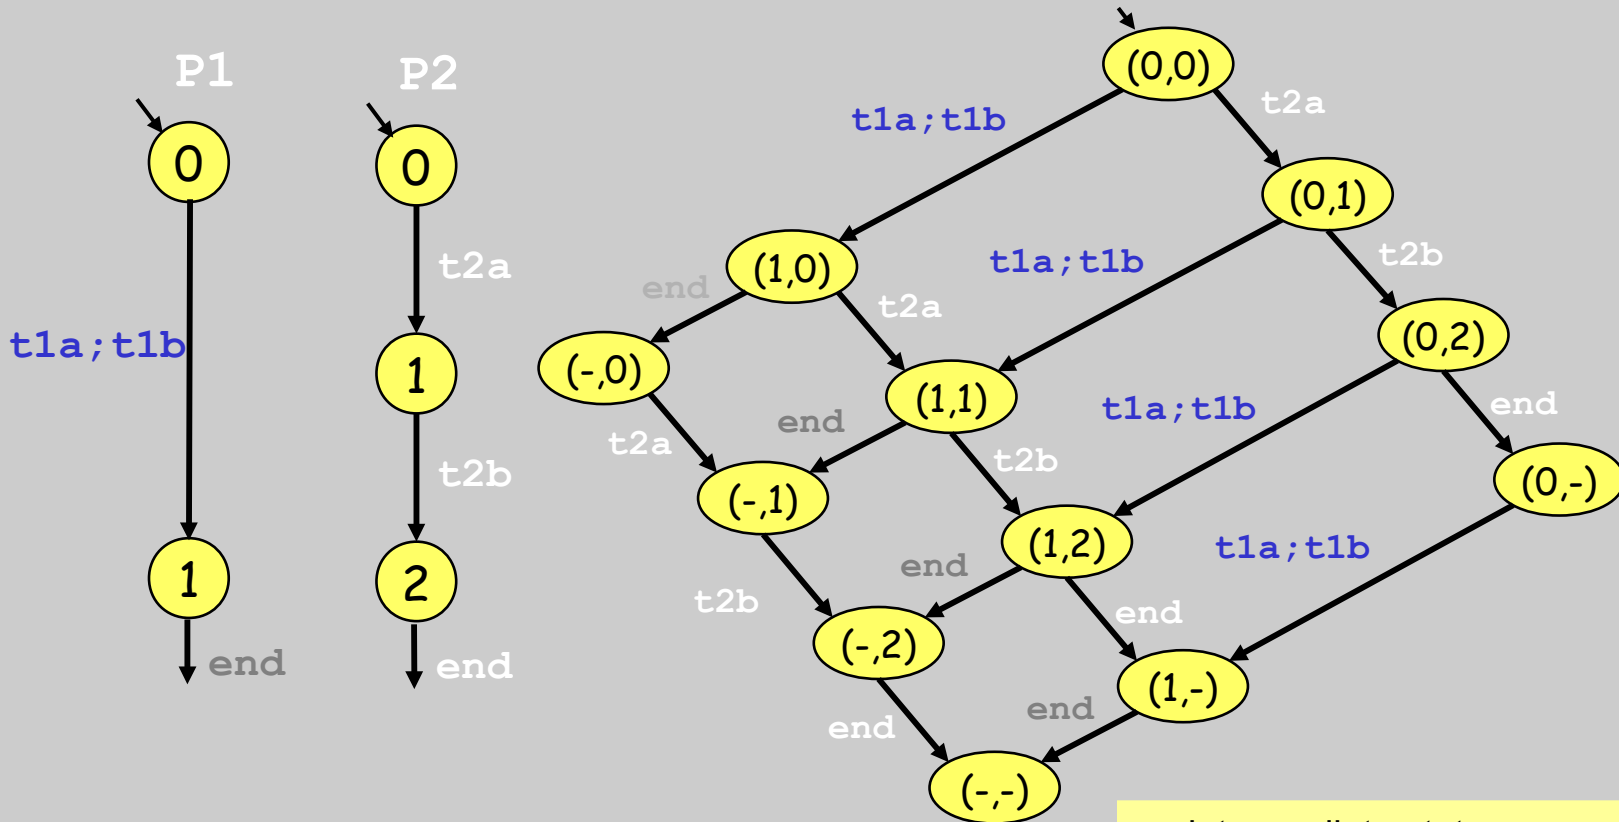 P1
P2
0
0
t1a;t1b
t2a
1
t2b
1
2
end
end
(0,0)
t1a;t1b
t2a
(0,1)
(1,0)
t1a;t1b
t2b
end
t2a
(0,2)
(-,0)
(1,1)
t1a;t1b
end
t2a
end
t2b
(-,1)
(0,-)
(1,2)
t1a;t1b
end
t2b
end
(-,2)
(1,-)
end
end
(-,-)